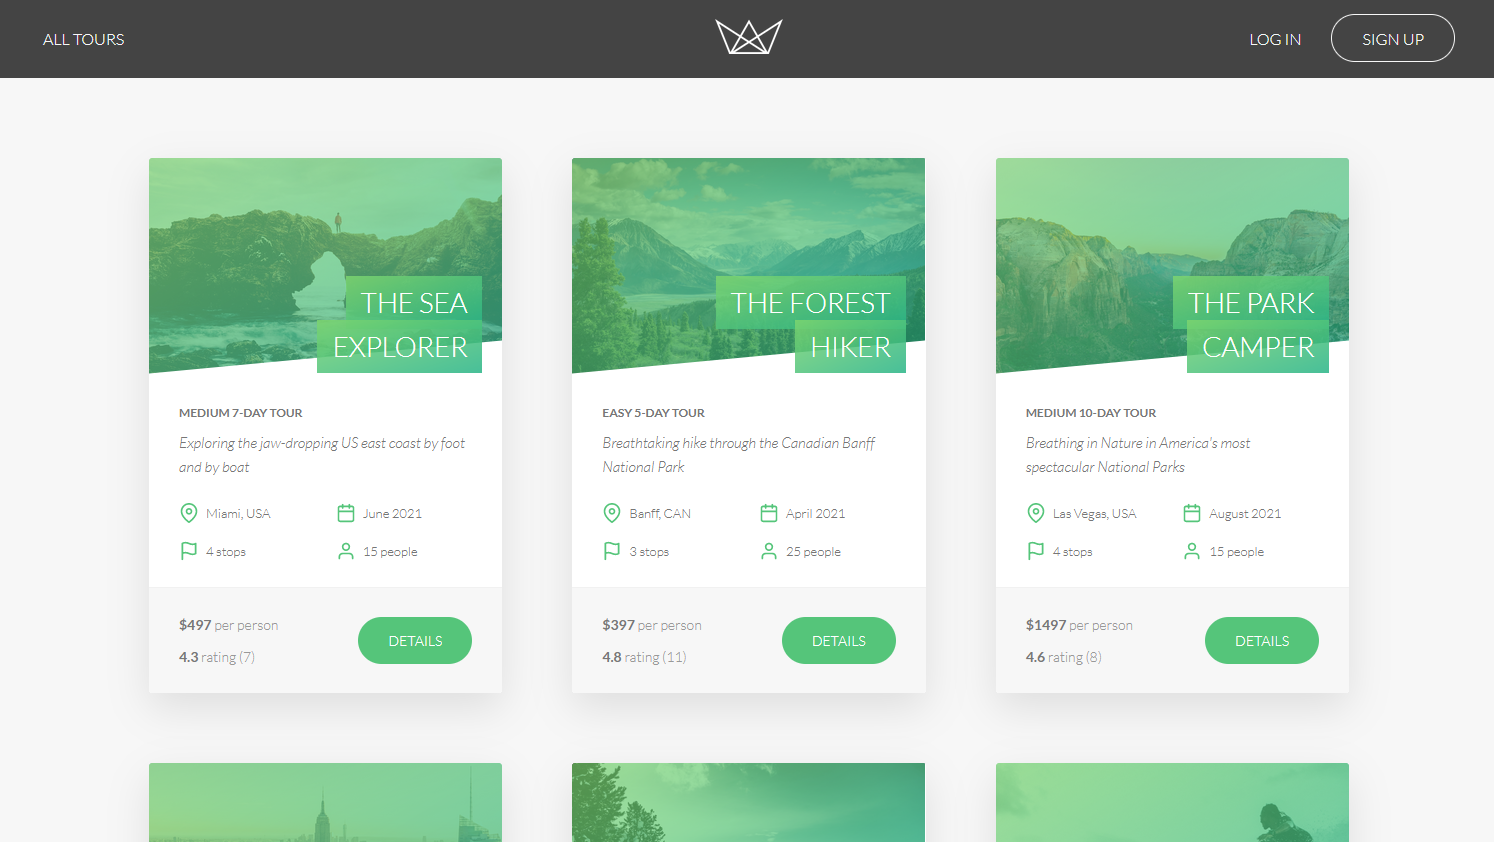 ALL TOURS
LOG IN
SIGN UP
THE SEA
EXPLORER
MEDIUM 7-DAY TOUR
Exploring the jaw-dropping US east coast by foot
and by boat
Miami, USA
June 2021
4 stops
15 people
$497 per person
4.3 rating (7)
DETAILS
THE FOREST
HIKER
EASY 5-DAY TOUR
Breathtaking hike through the Canadian Banff
National Park
Banff, CAN
April 2021
3 stops
25 people
$397 per person
4.8 rating (11)
DETAILS
THE PARK
CAMPER
MEDIUM 10-DAY TOUR
Breathing in Nature in America's most
spectacular National Parks
Las Vegas, USA
August 2021
4 stops
15 people
$1497 per person
4.6 rating (8)
DETAILS